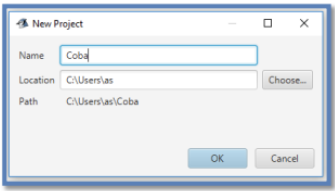 New Project
Name Coba
Location C:\Users\as Choose...
Path C:\Users\as\Coba
OK Cancel